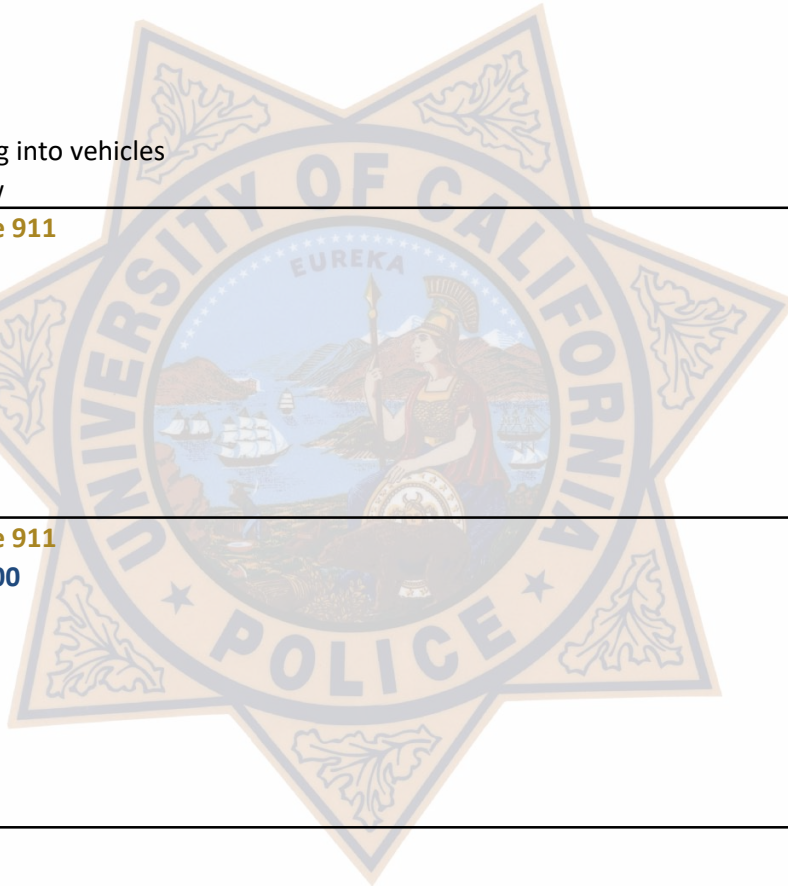 g into vehicles
e 911
EUREKA
UNIVERSITY OF CALIFORNIA
e 911
00
POLICE